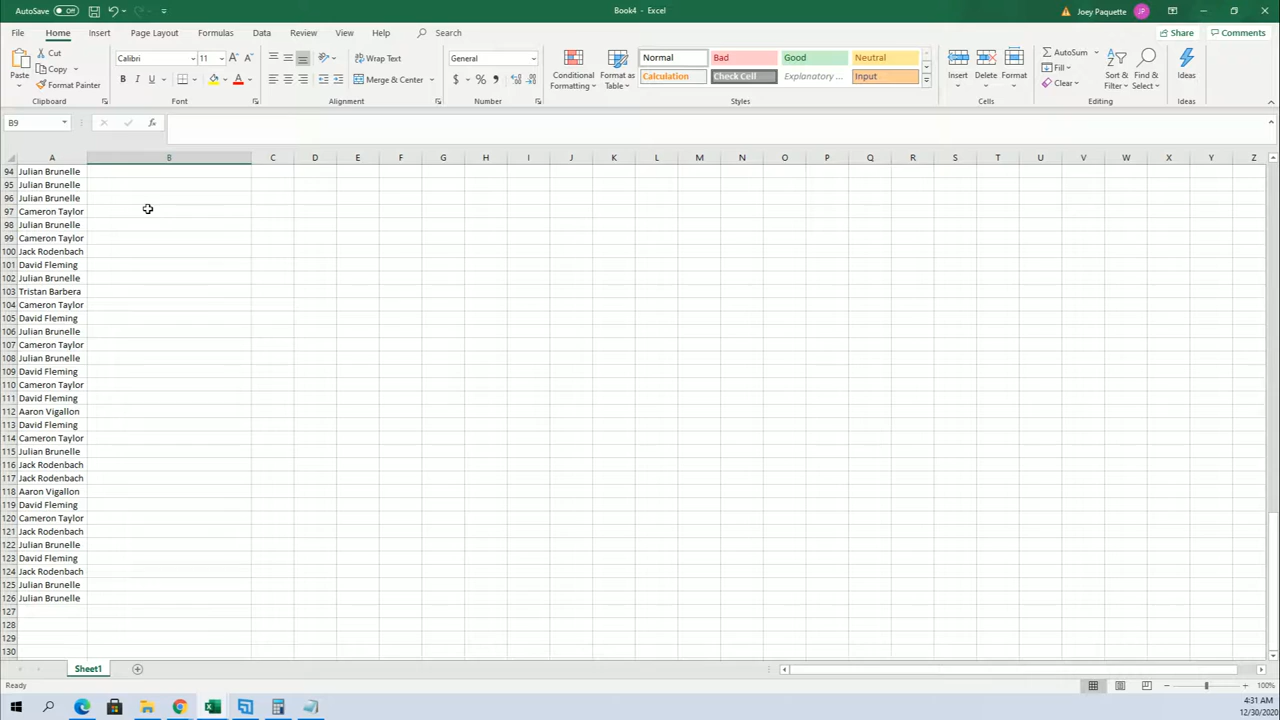 AutoSave Off Book4 - Excel Joey Paquette JP
File Home Insert Page Layout Formulas Data Review View Help Search Share Comments
Paste Cut Copy Format Painter Clipboard
Calibri 11 B I U A Font
Wrap Text Merge & Center Alignment
General $ % Number
Conditional Formatting Format as Table
Normal Bad Good Neutral
Calculation Check Cell Explanatory ... Input
Styles
Insert Delete Format Cells
AutoSum Fill Clear Sort & Filter Find & Select Editing
Ideas Ideas
B9 fx
A B C D E F G H I J K L M N O P Q R S T U V W X Y Z
94 Julian Brunelle
95 Julian Brunelle
96 Julian Brunelle
97 Cameron Taylor
98 Julian Brunelle
99 Cameron Taylor
100 Jack Rodenbach
101 David Fleming
102 Julian Brunelle
103 Tristan Barbera
104 Cameron Taylor
105 David Fleming
106 Julian Brunelle
107 Cameron Taylor
108 Julian Brunelle
109 David Fleming
110 Cameron Taylor
111 David Fleming
112 Aaron Vigallon
113 David Fleming
114 Cameron Taylor
115 Julian Brunelle
116 Jack Rodenbach
117 Jack Rodenbach
118 Aaron Vigallon
119 David Fleming
120 Cameron Taylor
121 Jack Rodenbach
122 Julian Brunelle
123 David Fleming
124 Jack Rodenbach
125 Julian Brunelle
126 Julian Brunelle
127
128
129
130
Sheet1
Ready 100%
4:31 AM
12/30/2020